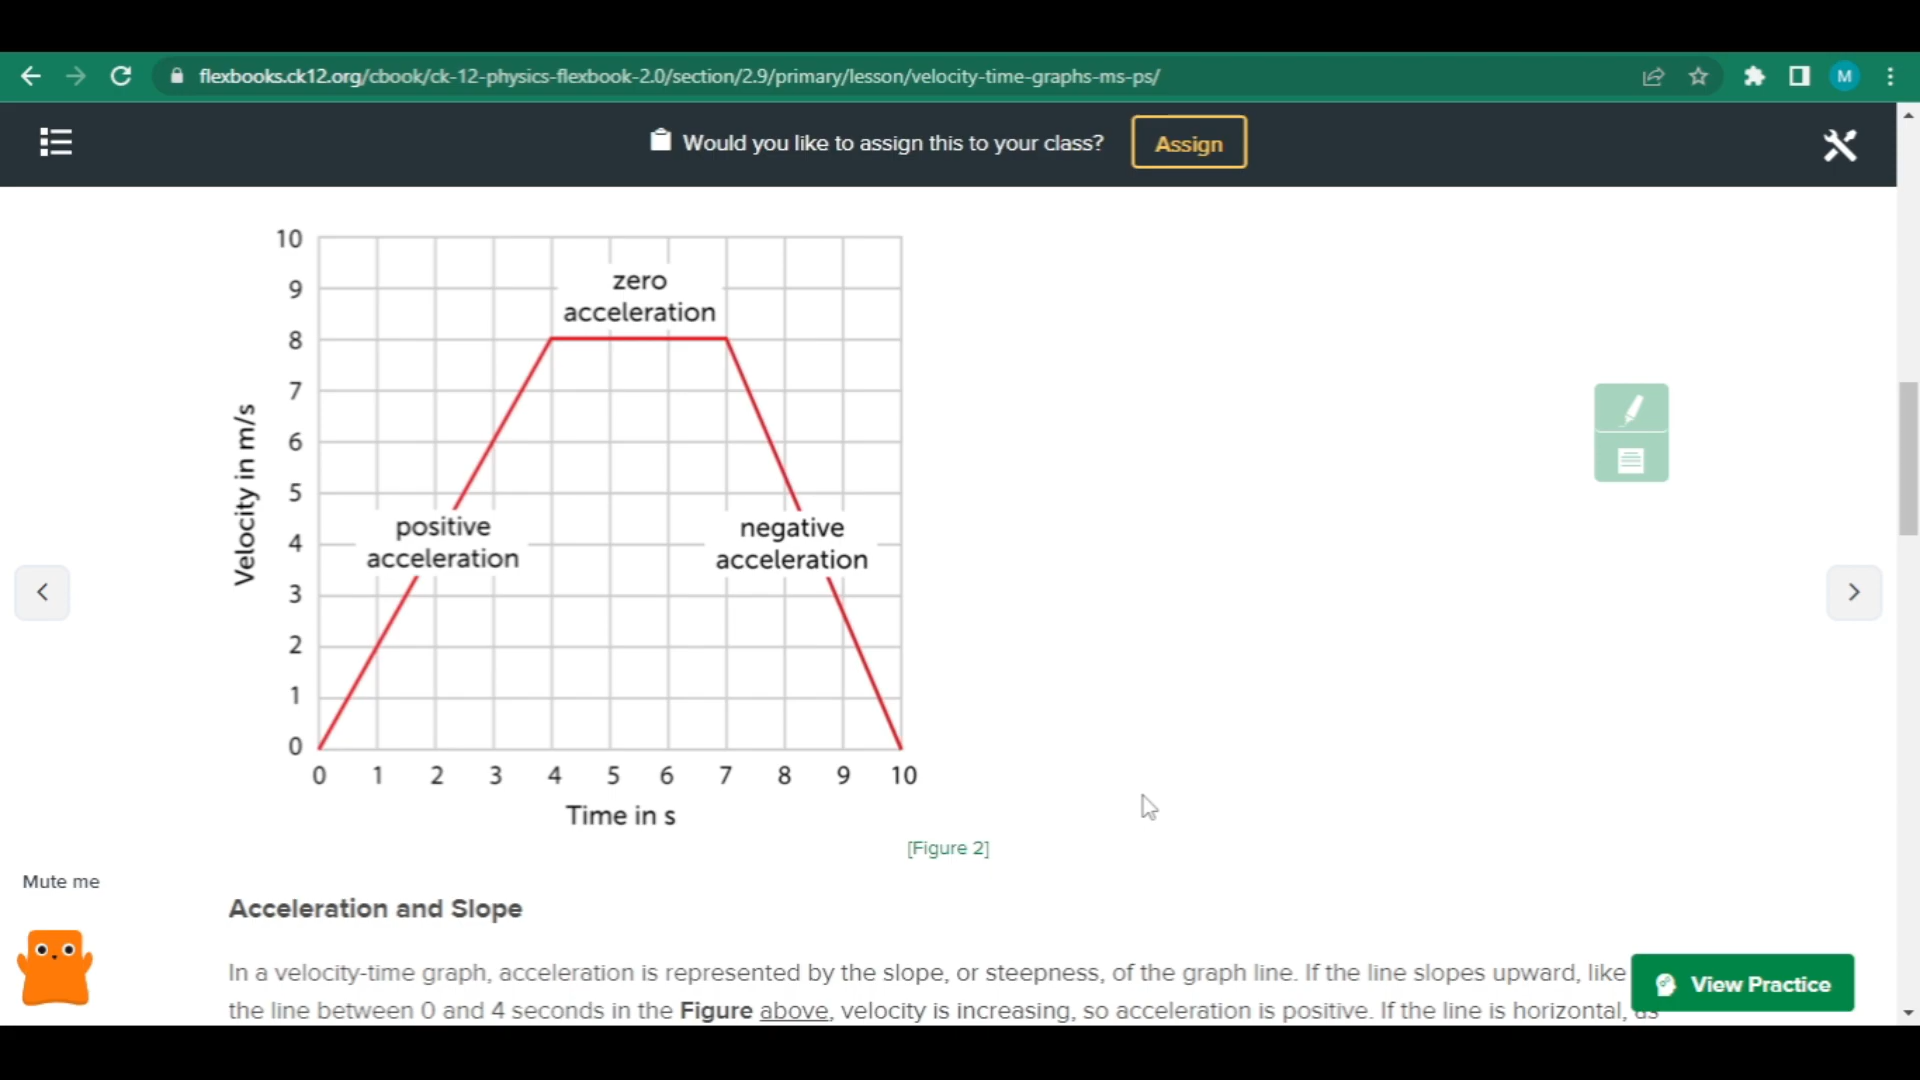 flexbooks.ck12.org/cbook/ck-12-physics-flexbook-2.0/section/2.9/primary/lesson/velocity-time-graphs-ms-ps/
M
Would you like to assign this to your class?
Assign
10
9
8
7
6
5
4
3
2
1
0
Velocity in m/s
zero
acceleration
positive
acceleration
negative
acceleration
0 1 2 3 4 5 6 7 8 9 10
Time in s
[Figure 2]
Mute me
Acceleration and Slope
In a velocity-time graph, acceleration is represented by the slope, or steepness, of the graph line. If the line slopes upward, like
the line between 0 and 4 seconds in the Figure above, velocity is increasing, so acceleration is positive. If the line is horizontal, as
View Practice